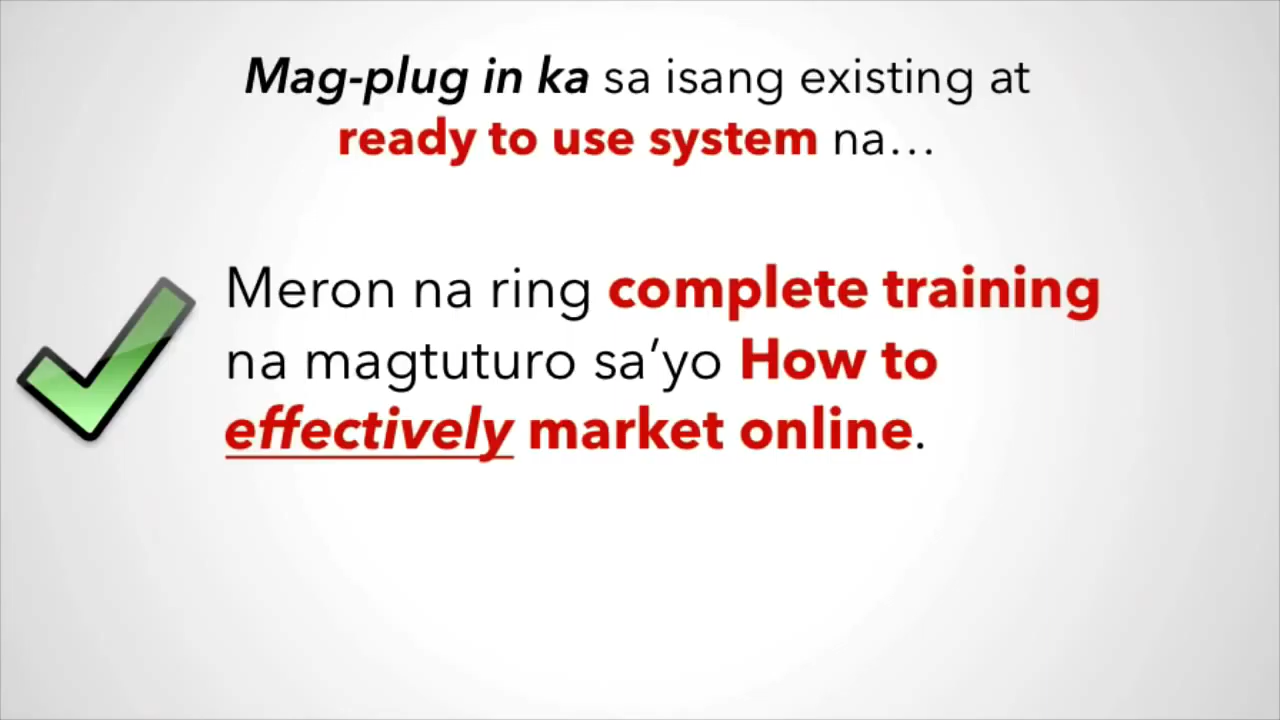 Mag-plug in ka sa isang existing at
ready to use system na…
Meron na ring complete training
na magtuturo sa’yo How to
effectively market online.